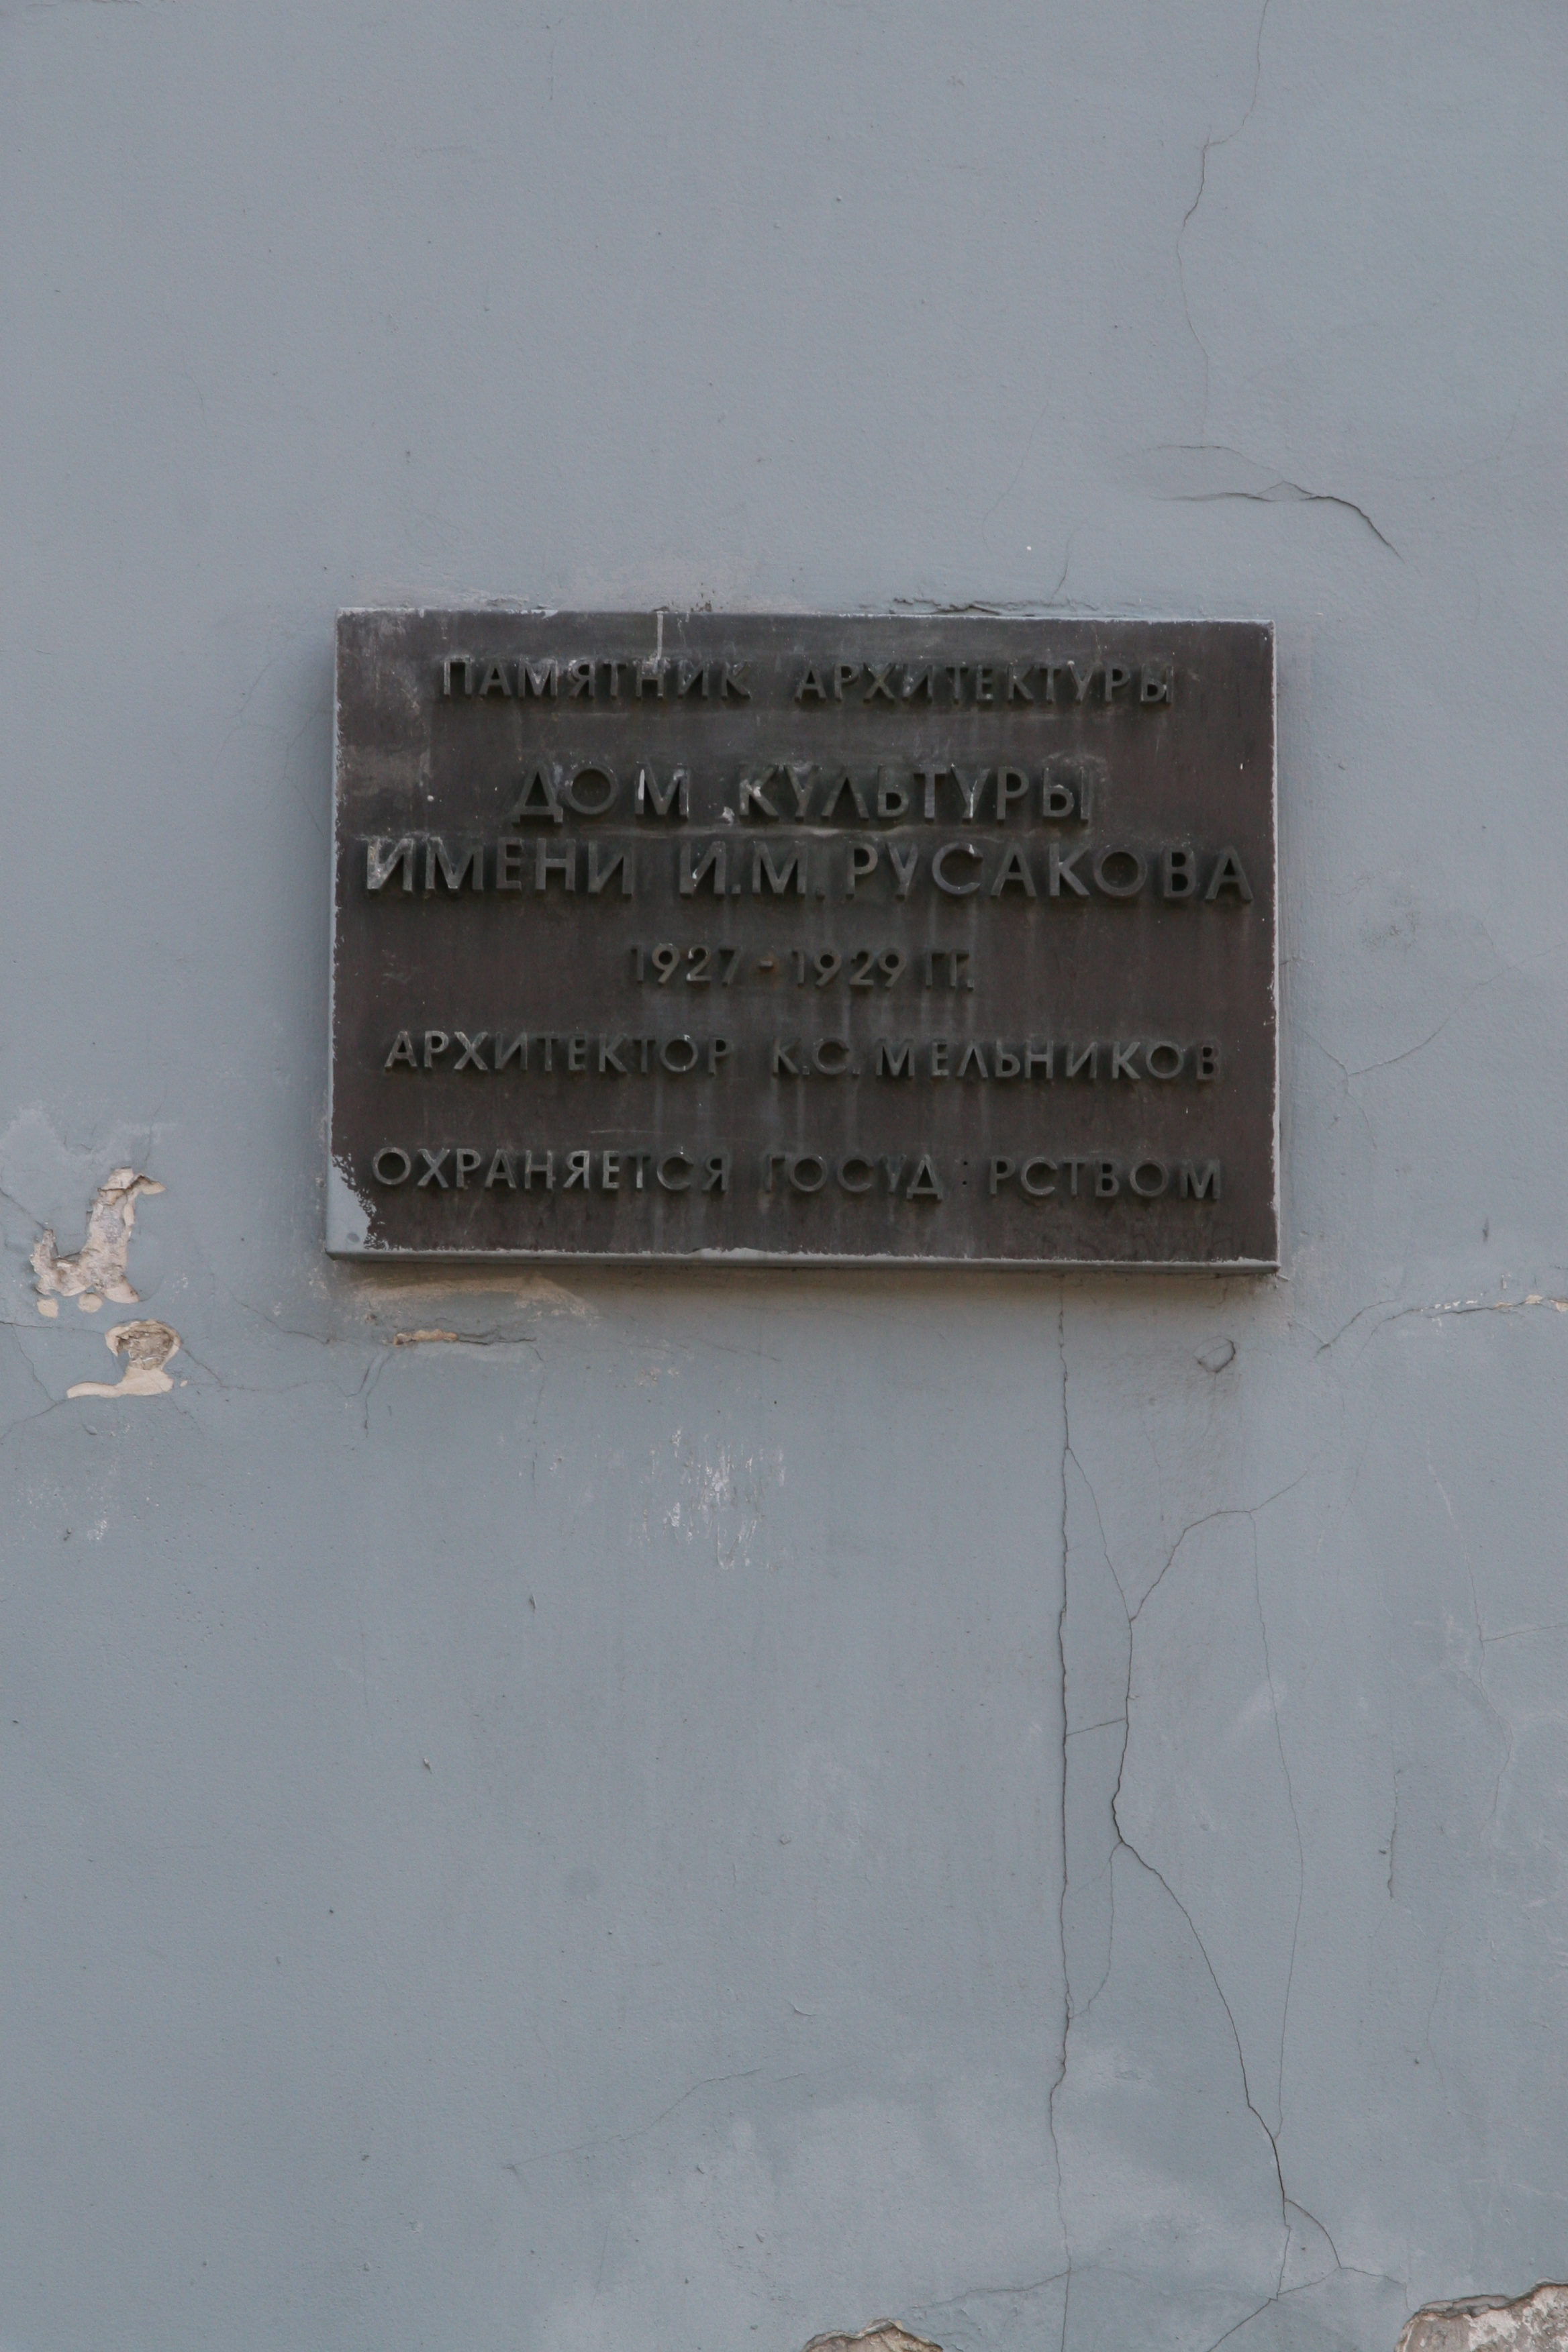 ПАМЯТНИК АРХИТЕКТУРЫ
ДОМ КУЛЬТУРЫ
ИМЕНИ И.М. РУСАКОВА
1927 - 1929 ГГ.
АРХИТЕКТОР К.С. МЕЛЬНИКОВ
ОХРАНЯЕТСЯ ГОСУД РСТВОМ